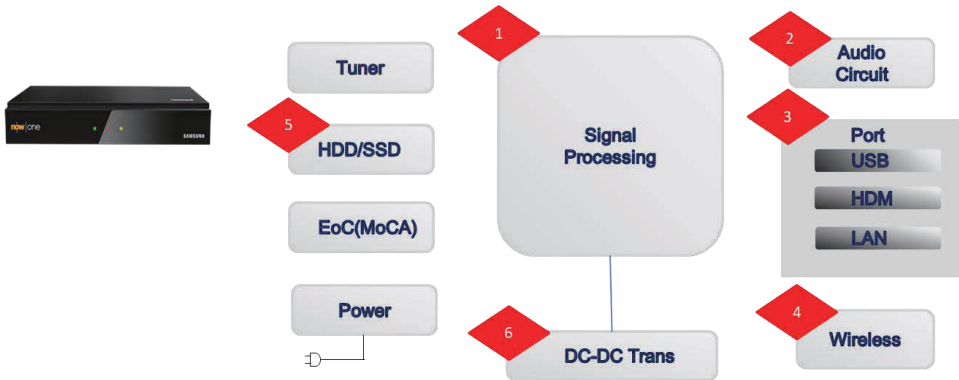 now one
SAMSUNG
Tuner
5
HDD/SSD
EoC(MoCA)
Power
1
Signal
Processing
6
DC-DC Trans
2
Audio
Circuit
3
Port
USB
HDM
LAN
4
Wireless